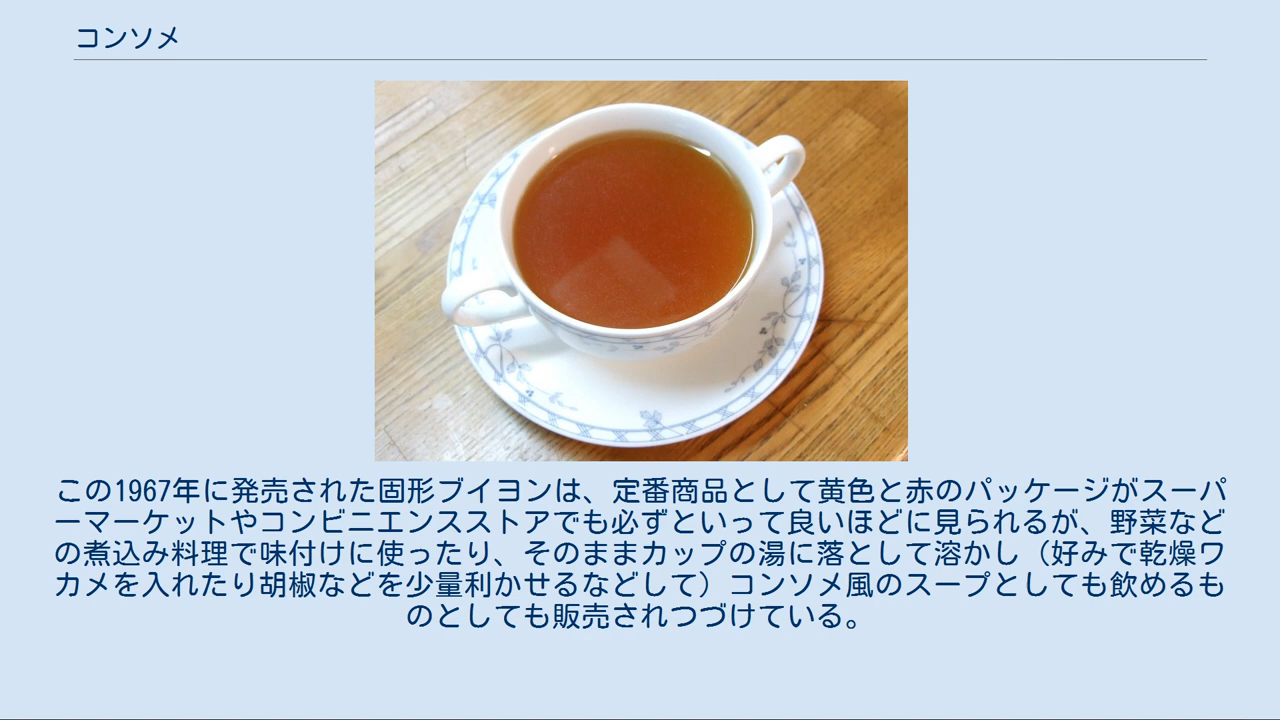 コンソメ
この1967年に発売された固形ブイヨンは、定番商品として黄色と赤のパッケージがスーパ
ーマーケットやコンビニエンスストアでも必ずといって良いほどに見られるが、野菜など
の煮込み料理で味付けに使ったり、そのままカップの湯に落として溶かし（好みで乾燥ワ
カメを入れたり胡椒などを少量利かせるなどして）コンソメ風のスープとしても飲めるも
のとしても販売されつづけている。